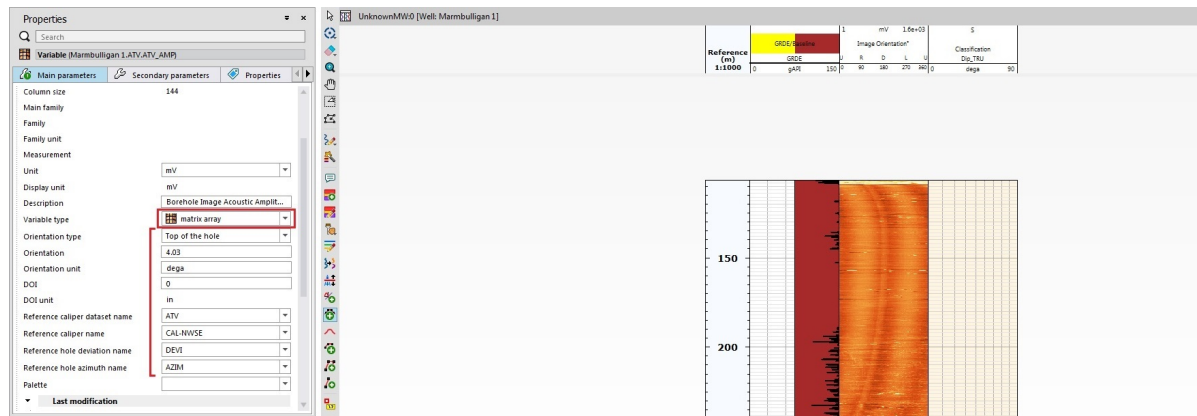 Properties
Search
Variable (Marmbulligan 1.ATV.ATV_AMP)
Main parameters
Secondary parameters
Properties
Column size 144
Main family
Family
Family unit
Measurement
Unit mV
Display unit mV
Description Borehole Image Acoustic Amplit...
Variable type matrix array
Orientation type Top of the hole
Orientation 4.03
Orientation unit dega
DOI 0
DOI unit in
Reference caliper dataset name ATV
Reference caliper name CAL-NWSE
Reference hole deviation name DEVI
Reference hole azimuth name AZIM
Palette
Last modification
UnknownMW:0 [Well: Marmbulligan 1]
Reference
(m)
1:1000
GRDE/Baseline
GRDE
0 gAPI 150
1 mV 1.6e+03
Image Orientation°
U R D L U
0 90 180 270 360
S
Classification
Dip_TRU
0 dega 90
150
200